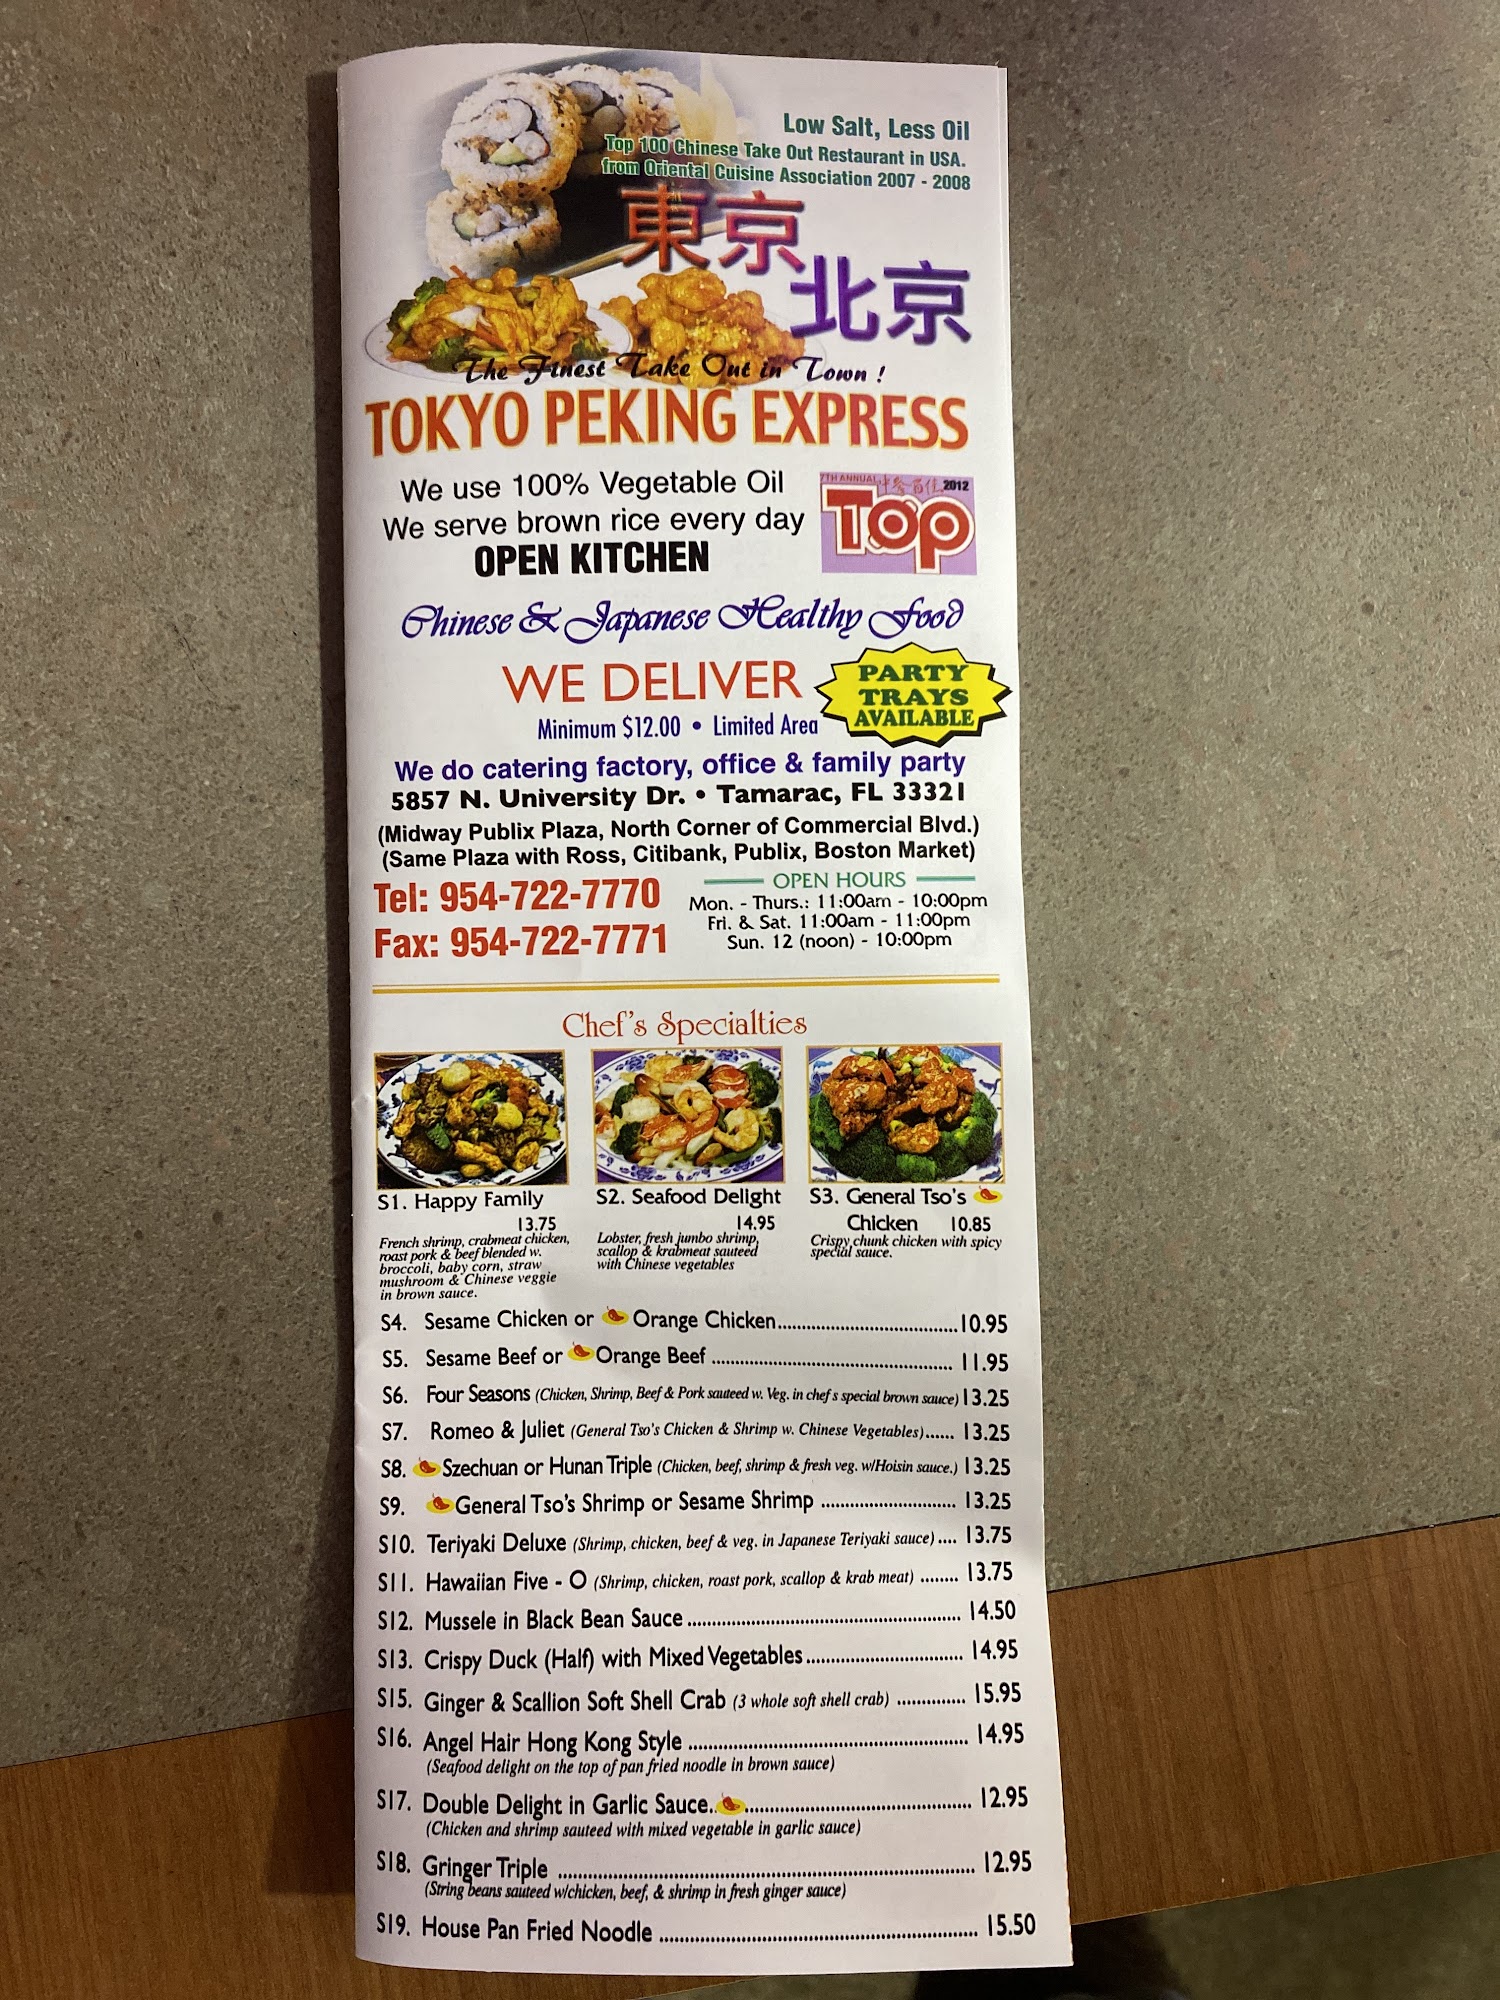 Low Salt, Less Oil
Top 100 Chinese Take Out Restaurant in USA.
from Oriental Cuisine Association 2007 - 2008
東京
北京
The Finest Take Out in Town !
TOKYO PEKING EXPRESS
We use 100% Vegetable Oil
We serve brown rice every day
OPEN KITCHEN
7TH ANNUAL 2012
Top
Chinese & Japanese Healthy Food
WE DELIVER
Minimum $12.00 • Limited Area
PARTY
TRAYS
AVAILABLE
We do catering factory, office & family party
5857 N. University Dr. • Tamarac, FL 33321
(Midway Publix Plaza, North Corner of Commercial Blvd.)
(Same Plaza with Ross, Citibank, Publix, Boston Market)
Tel: 954-722-7770
Fax: 954-722-7771
OPEN HOURS
Mon. - Thurs.: 11:00am - 10:00pm
Fri. & Sat. 11:00am - 11:00pm
Sun. 12 (noon) - 10:00pm
Chef's Specialties
S1. Happy Family
13.75
French shrimp, crabmeat chicken,
roast pork & beef blended w.
broccoli, baby corn, straw
mushroom & Chinese veggie
in brown sauce.
S2. Seafood Delight
14.95
Lobster, fresh jumbo shrimp,
scallop & krabmeat sauteed
with Chinese vegetables
S3. General Tso's
Chicken 10.85
Crispy chunk chicken with spicy
special sauce.
S4. Sesame Chicken or Orange Chicken....................................10.95
S5. Sesame Beef or Orange Beef ................................................ 11.95
S6. Four Seasons (Chicken, Shrimp, Beef & Pork sauteed w. Veg. in chef s special brown sauce) 13.25
S7. Romeo & Juliet (General Tso's Chicken & Shrimp w. Chinese Vegetables)...... 13.25
S8. Szechuan or Hunan Triple (Chicken, beef, shrimp & fresh veg. w/Hoisin sauce.) 13.25
S9. General Tso's Shrimp or Sesame Shrimp ........................... 13.25
S10. Teriyaki Deluxe (Shrimp, chicken, beef & veg. in Japanese Teriyaki sauce).... 13.75
S11. Hawaiian Five - O (Shrimp, chicken, roast pork, scallop & krab meat) ........ 13.75
S12. Mussele in Black Bean Sauce ...................................................... 14.50
S13. Crispy Duck (Half) with Mixed Vegetables................................ 14.95
S15. Ginger & Scallion Soft Shell Crab (3 whole soft shell crab) .............. 15.95
S16. Angel Hair Hong Kong Style ........................................................ 14.95
(Seafood delight on the top of pan fried noodle in brown sauce)
S17. Double Delight in Garlic Sauce................................................ 12.95
(Chicken and shrimp sauteed with mixed vegetable in garlic sauce)
S18. Gringer Triple .................................................................................... 12.95
(String beans sauteed w/chicken, beef, & shrimp in fresh ginger sauce)
S19. House Pan Fried Noodle ................................................................ 15.50